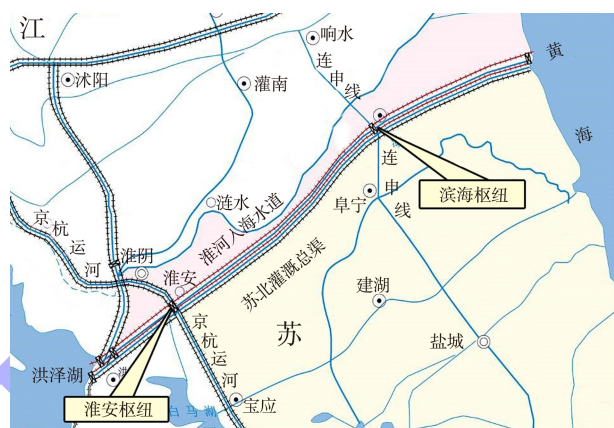 江
响水
黄
海
沭阳
灌南
连申线
连申线
滨海枢纽
涟水
阜宁
京杭运河
淮阴
淮安
淮河入海水道
苏北灌溉总渠
建湖
苏
盐城
京杭运河
洪泽湖
淮安枢纽
白马湖
宝应